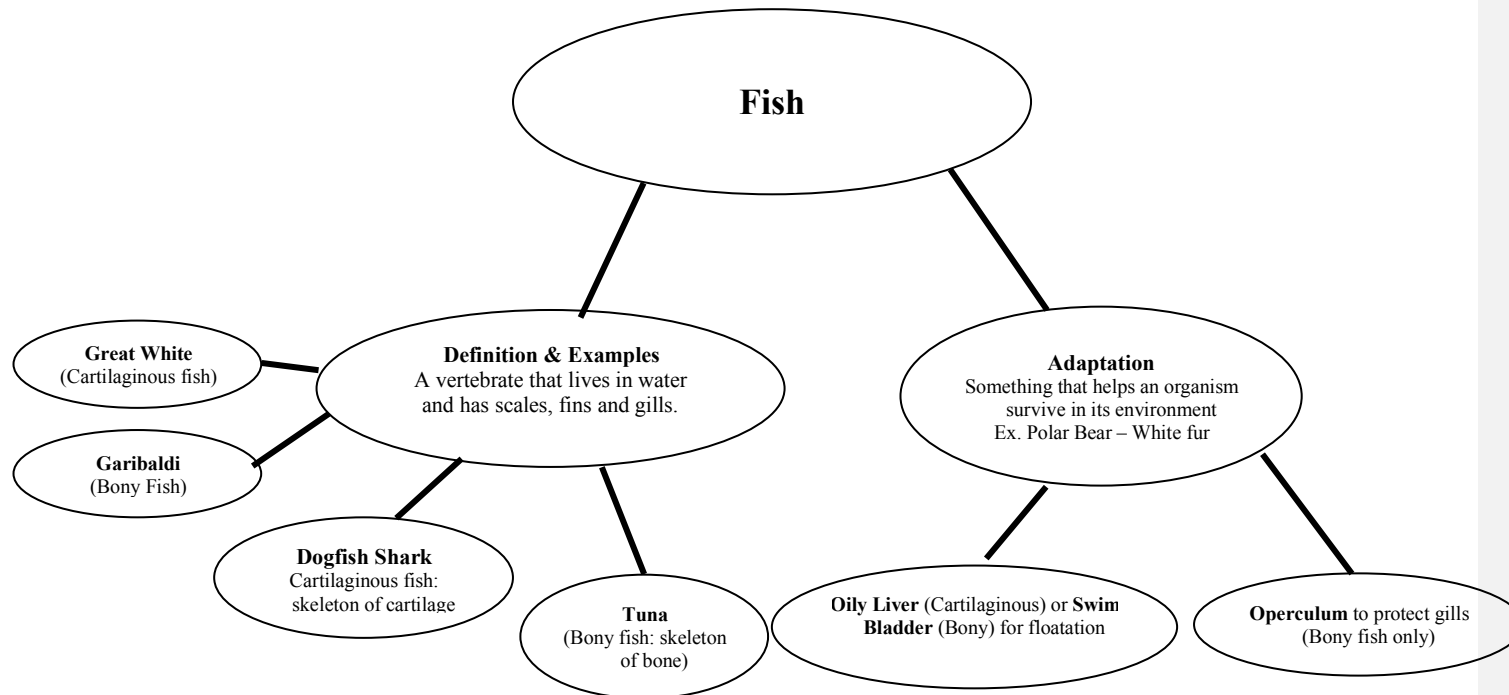 Fish
Definition & Examples
A vertebrate that lives in water
and has scales, fins and gills.
Adaptation
Something that helps an organism
survive in its environment
Ex. Polar Bear – White fur
Great White
(Cartilaginous fish)
Garibaldi
(Bony Fish)
Dogfish Shark
Cartilaginous fish:
skeleton of cartilage
Tuna
(Bony fish: skeleton
of bone)
Oily Liver (Cartilaginous) or Swim
Bladder (Bony) for floatation
Operculum to protect gills
(Bony fish only)